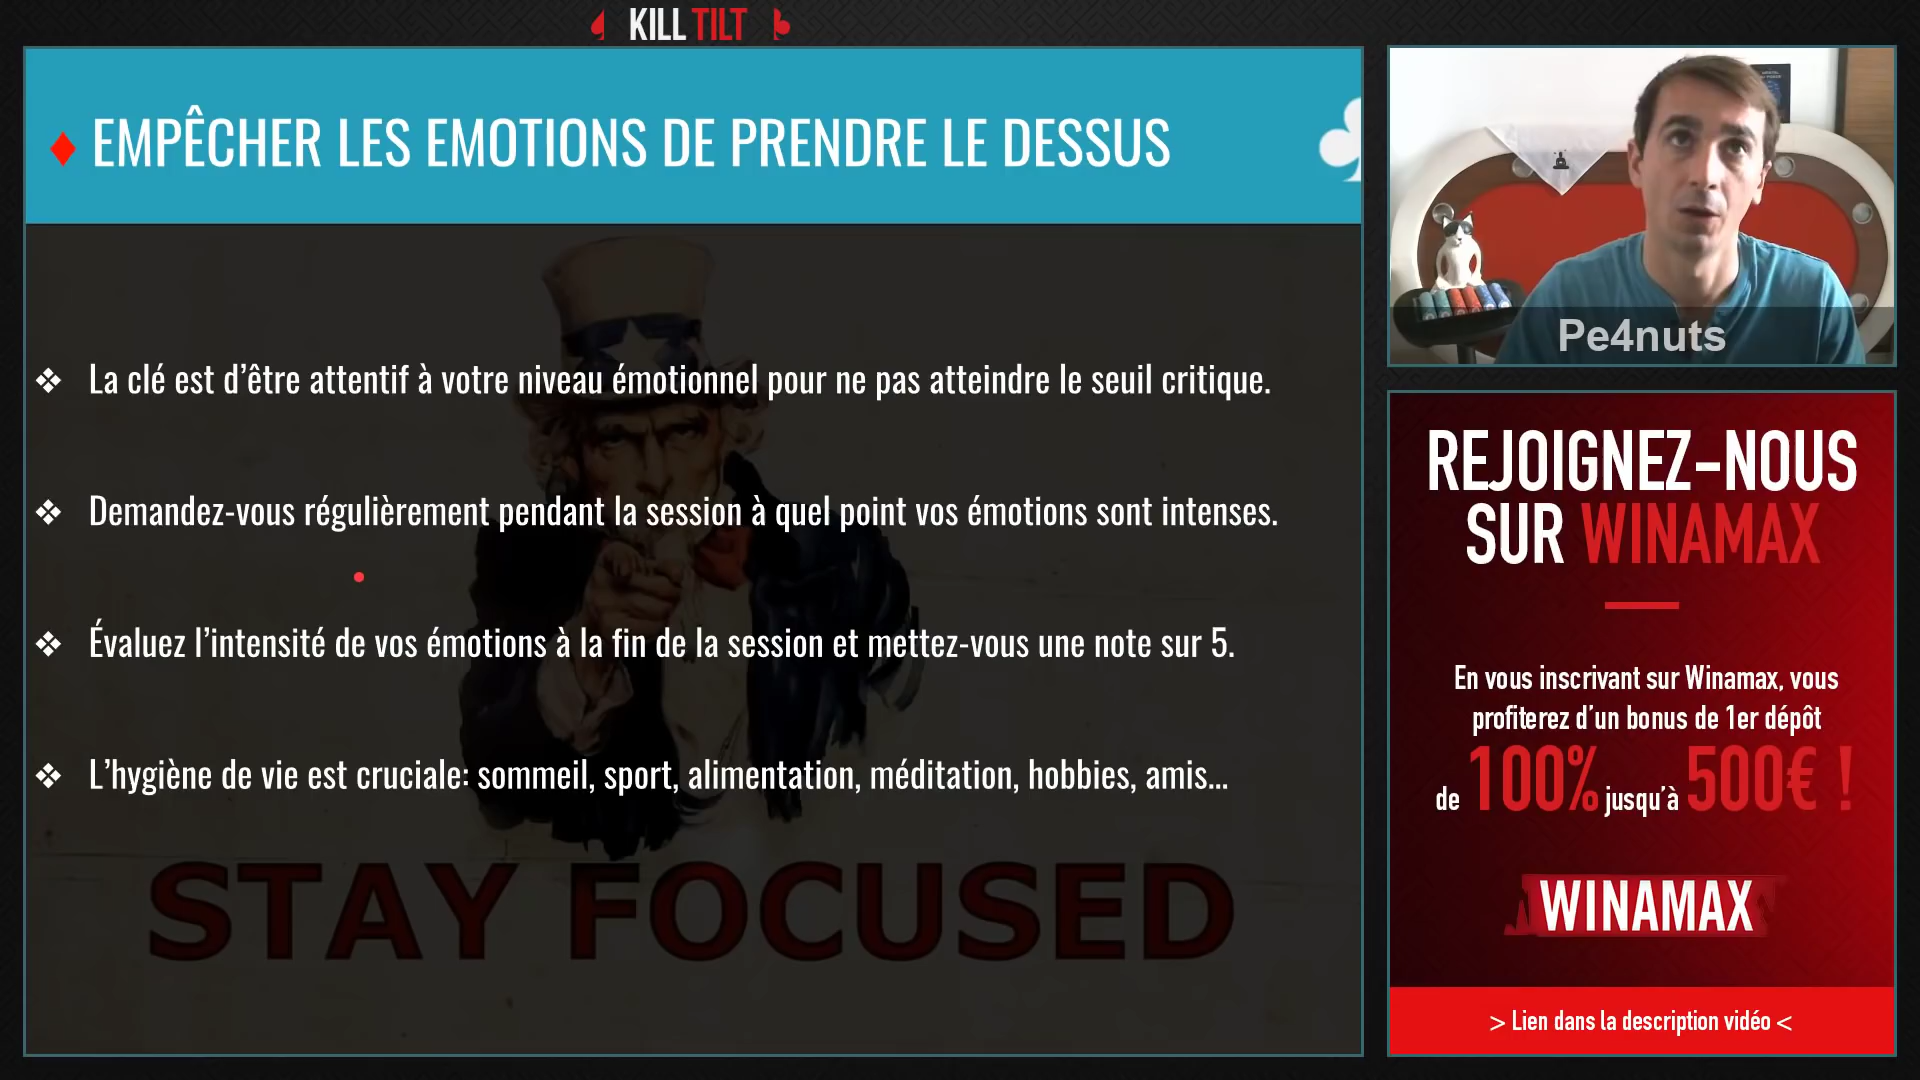 KILL TILT
♦ EMPÊCHER LES EMOTIONS DE PRENDRE LE DESSUS
❖ La clé est d’être attentif à votre niveau émotionnel pour ne pas atteindre le seuil critique.
❖ Demandez-vous régulièrement pendant la session à quel point vos émotions sont intenses.
❖ Évaluez l’intensité de vos émotions à la fin de la session et mettez-vous une note sur 5.
❖ L’hygiène de vie est cruciale: sommeil, sport, alimentation, méditation, hobbies, amis...
STAY FOCUSED
Pe4nuts
REJOIGNEZ-NOUS
SUR WINAMAX
En vous inscrivant sur Winamax, vous
profiterez d’un bonus de 1er dépôt
de 100% jusqu’à 500€ !
WINAMAX
> Lien dans la description vidéo <